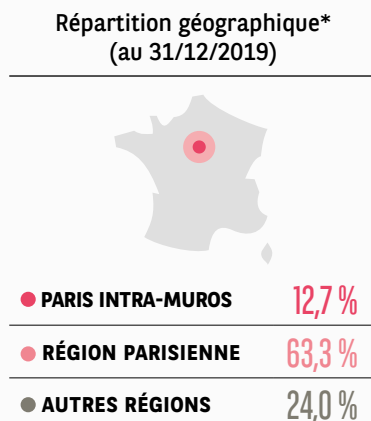 Répartition géographique*
(au 31/12/2019)
PARIS INTRA-MUROS 12,7 %
RÉGION PARISIENNE 63,3 %
AUTRES RÉGIONS 24,0 %